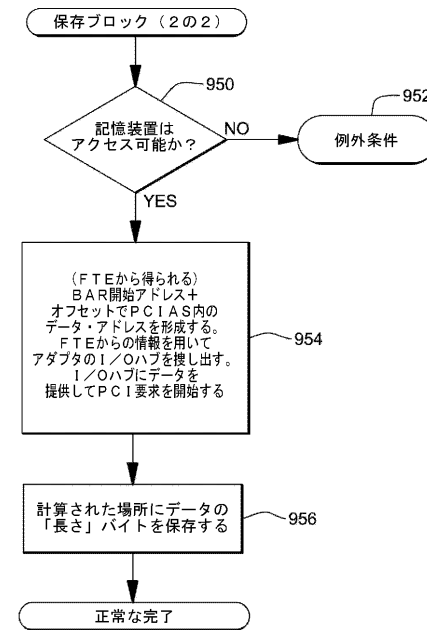 保存ブロック(2の2)
950
記憶装置は
アクセス可能か?
NO
952
例外条件
YES
(FTEから得られる)
BAR開始アドレス+
オフセットでPCIAS内の
データ・アドレスを形成する。
FTEからの情報を用いて
アダプタのI/Oハブを捜し出す。
I/Oハブにデータを
提供してPCI要求を開始する
954
計算された場所にデータの
「長さ」バイトを保存する
956
正常な完了